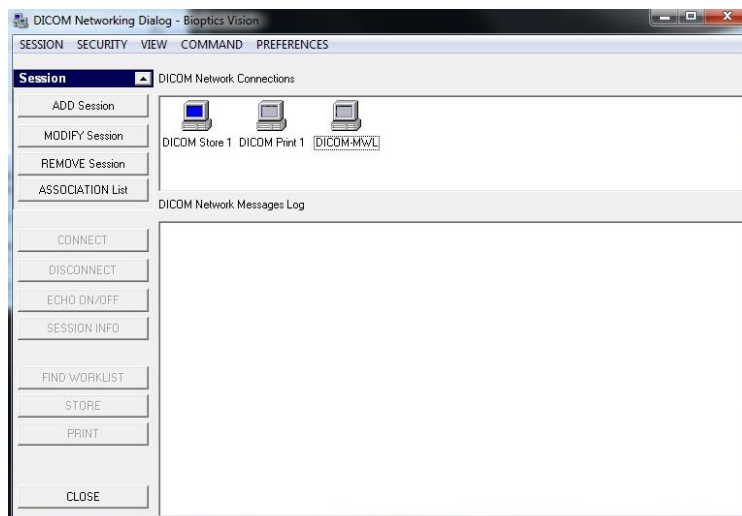 DICOM Networking Dialog - Bioptics Vision
SESSION SECURITY VIEW COMMAND PREFERENCES
Session
DICOM Network Connections
ADD Session
MODIFY Session
REMOVE Session
ASSOCIATION List
DICOM Store 1 DICOM Print 1 DICOM-MWL
DICOM Network Messages Log
CONNECT
DISCONNECT
ECHO ON/OFF
SESSION INFO
FIND WORKLIST
STORE
PRINT
CLOSE